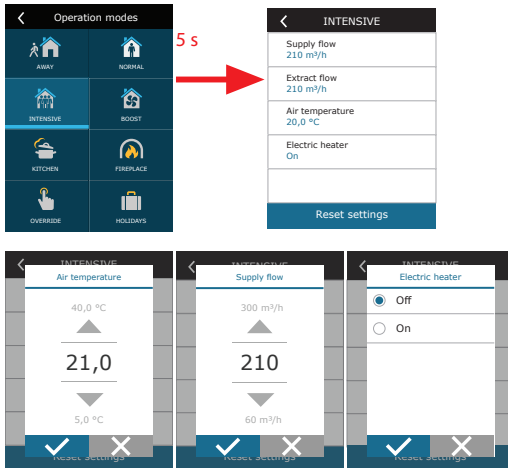 Operation modes
AWAY
NORMAL
INTENSIVE
BOOST
KITCHEN
FIREPLACE
OVERRIDE
HOLIDAYS
5 s
INTENSIVE
Supply flow
210 m³/h
Extract flow
210 m³/h
Air temperature
20,0 °C
Electric heater
On
Reset settings
INTENSIVE
Air temperature
40,0 °C
21,0
5,0 °C
Reset settings
INTENSIVE
Supply flow
300 m³/h
210
60 m³/h
Reset settings
INTENSIVE
Electric heater
Off
On
Reset settings